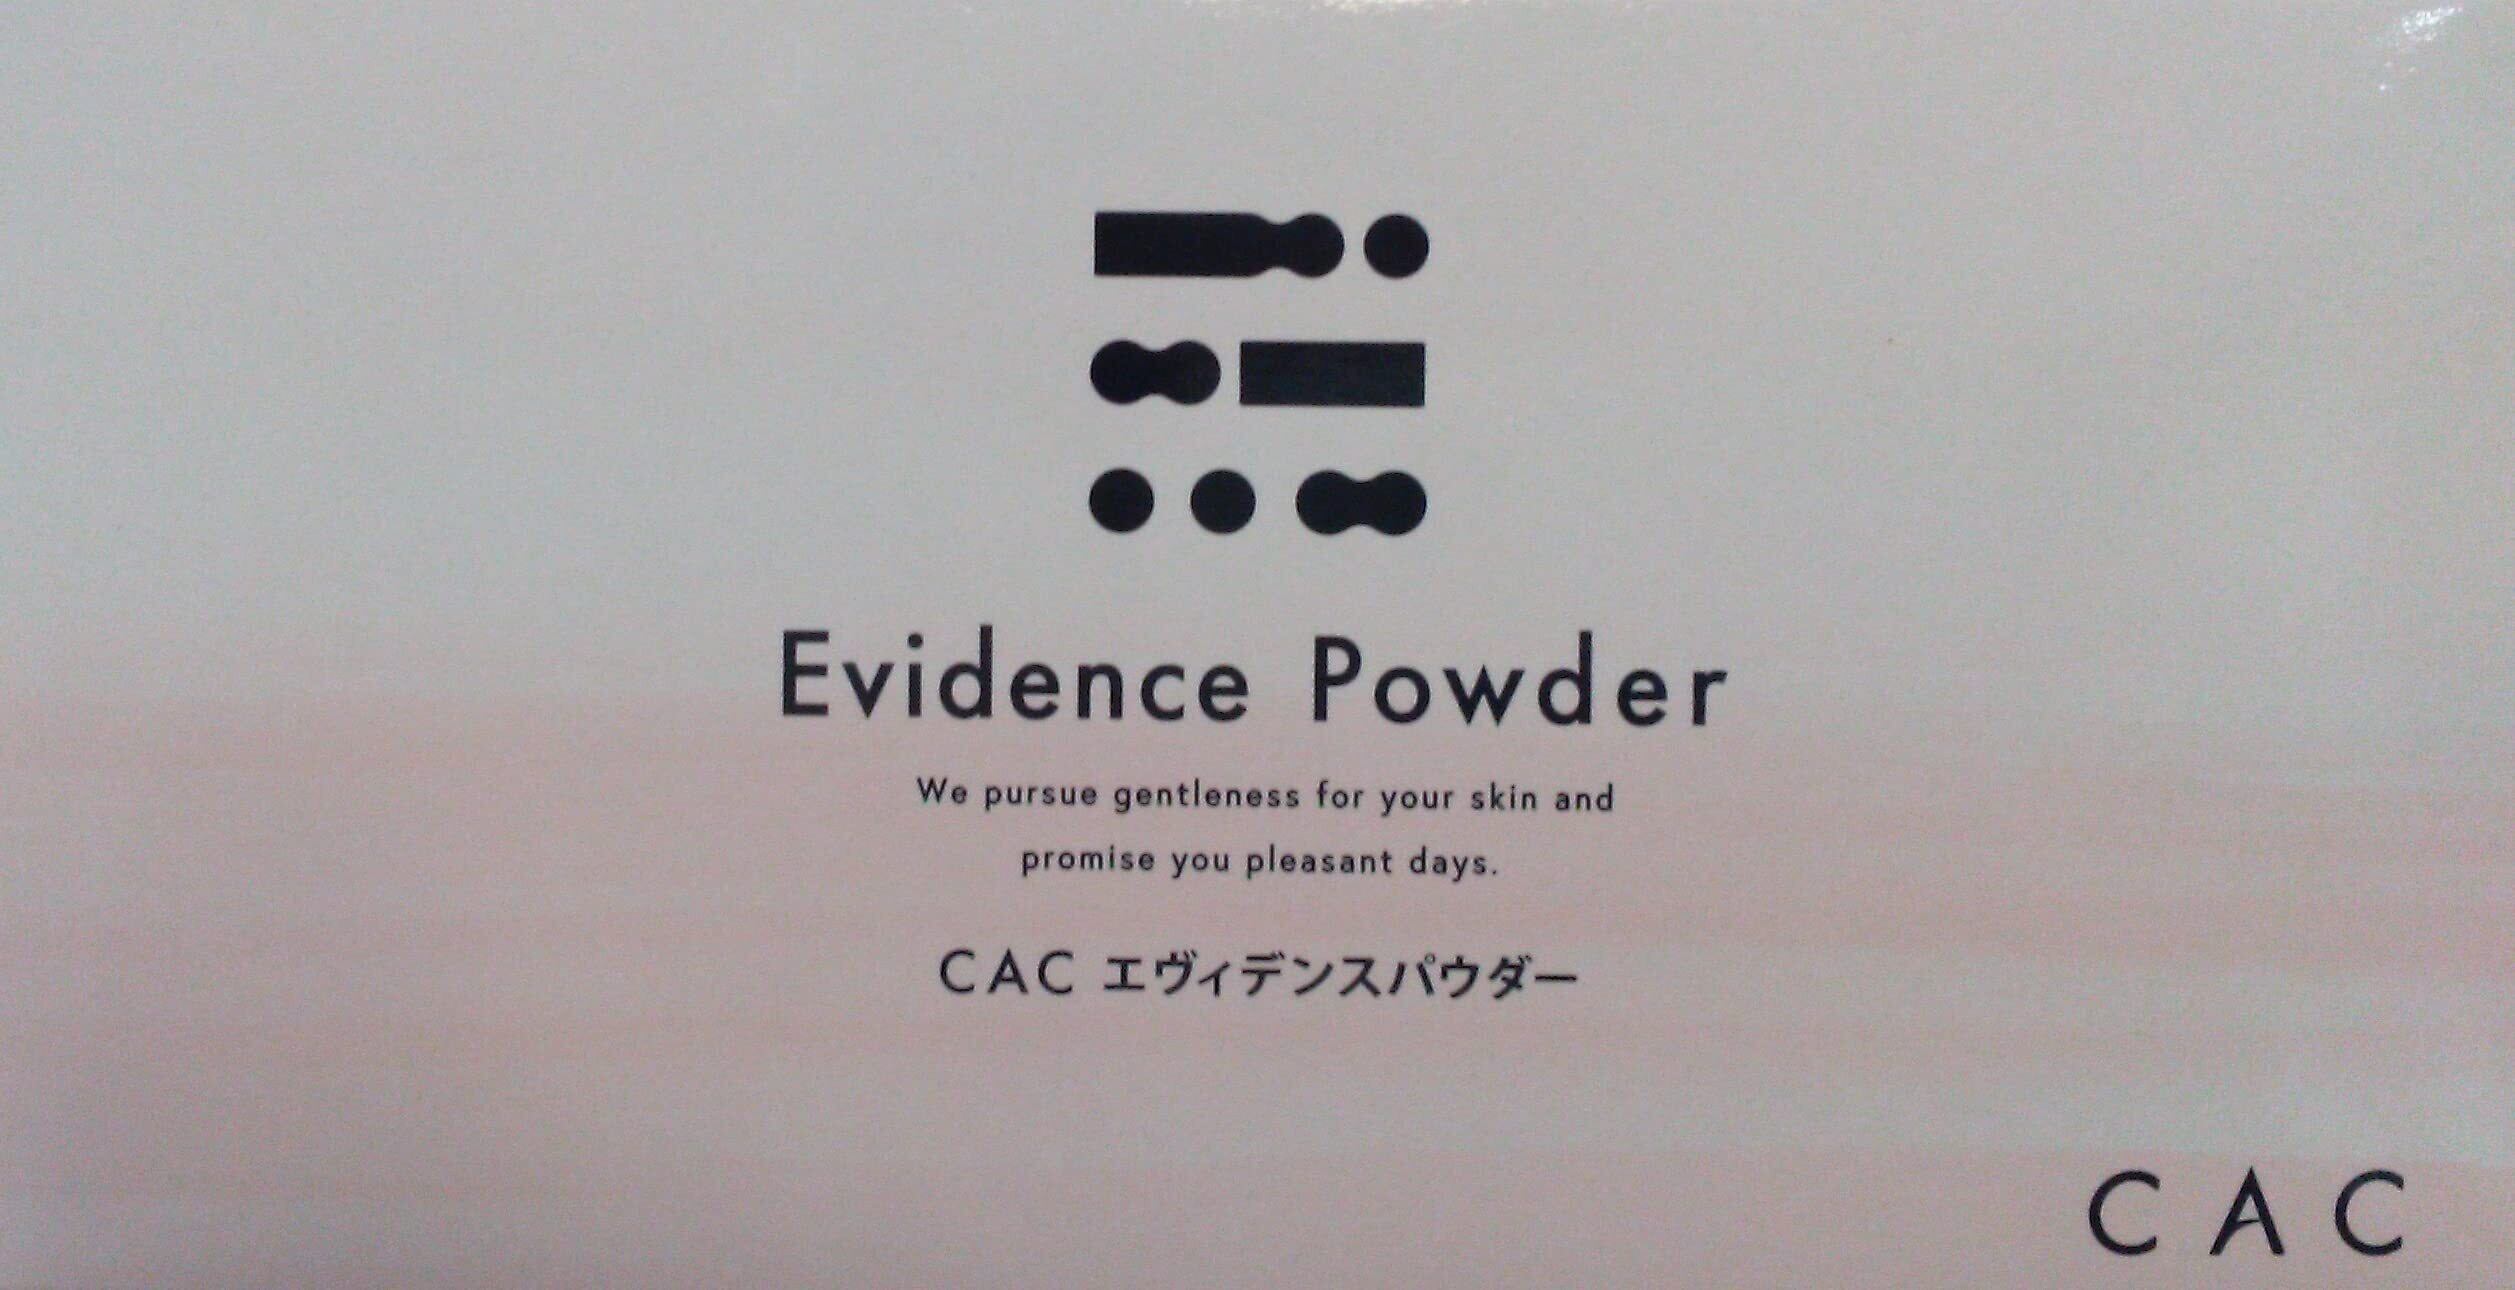 Evidence Powder
We pursue gentleness for your skin and
promise you pleasant days.
CAC エヴィデンスパウダー
CAC